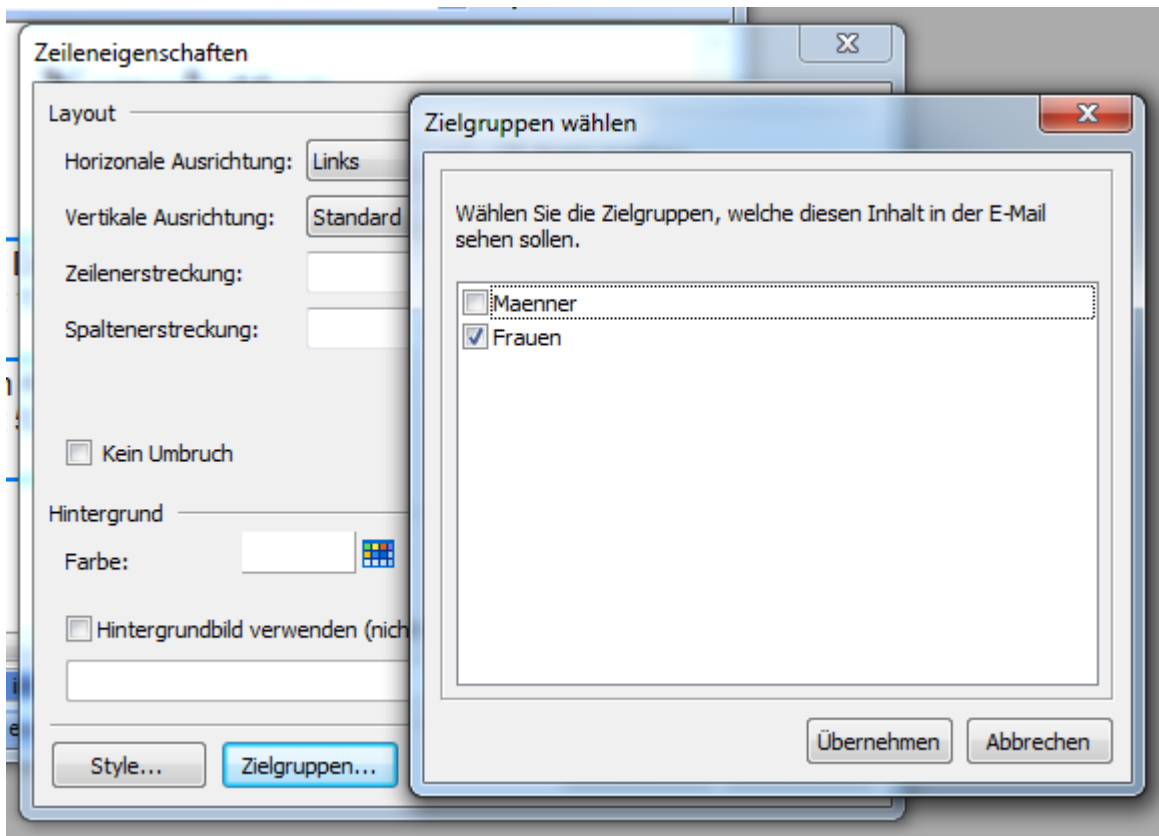 Zeileneigenschaften
Layout
Horizonale Ausrichtung: Links
Vertikale Ausrichtung: Standard
Zeilenerstreckung:
Spaltenerstreckung:
Kein Umbruch
Hintergrund
Farbe:
Hintergrundbild verwenden (nich
Style... Zielgruppen...
Zielgruppen wählen
Wählen Sie die Zielgruppen, welche diesen Inhalt in der E-Mail
sehen sollen.
Maenner
Frauen
Übernehmen Abbrechen